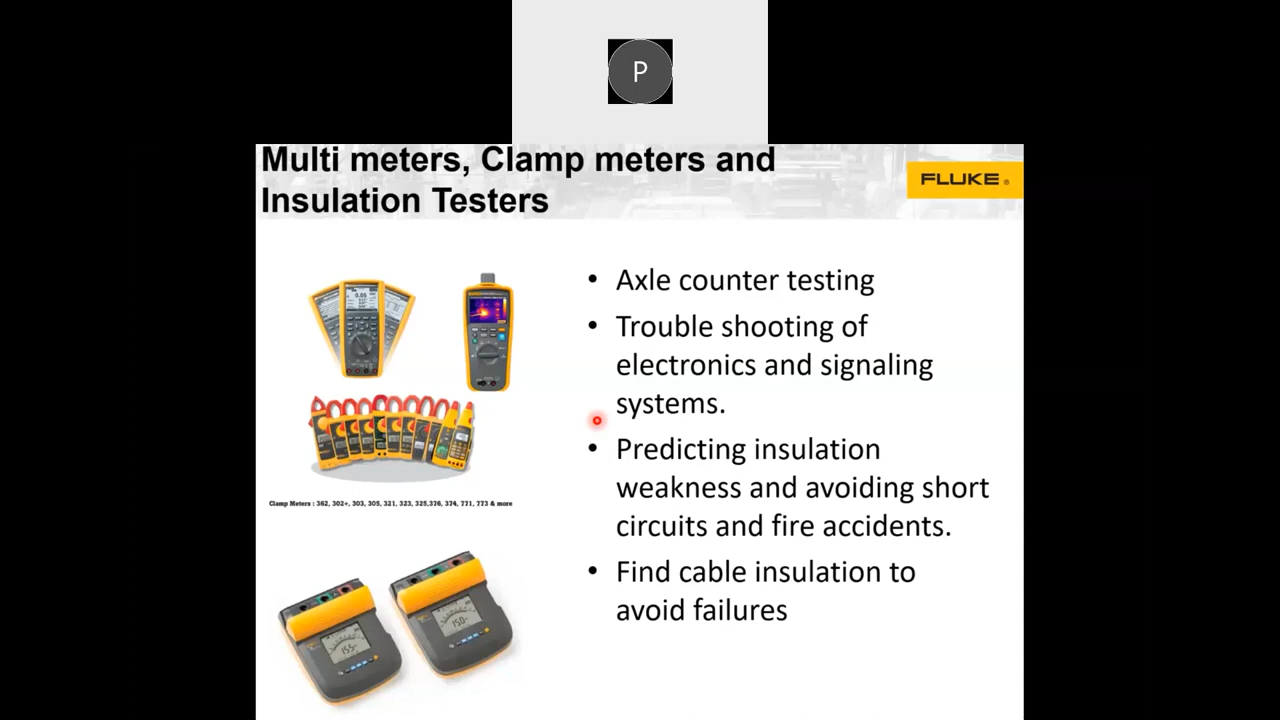 P
Multi meters, Clamp meters and
Insulation Testers
FLUKE ®
• Axle counter testing
• Trouble shooting of
electronics and signaling
systems.
• Predicting insulation
weakness and avoiding short
circuits and fire accidents.
• Find cable insulation to
avoid failures
Clamp Meters : 362, 302+, 303, 305, 321, 323, 325,376, 374, 771, 773 & more